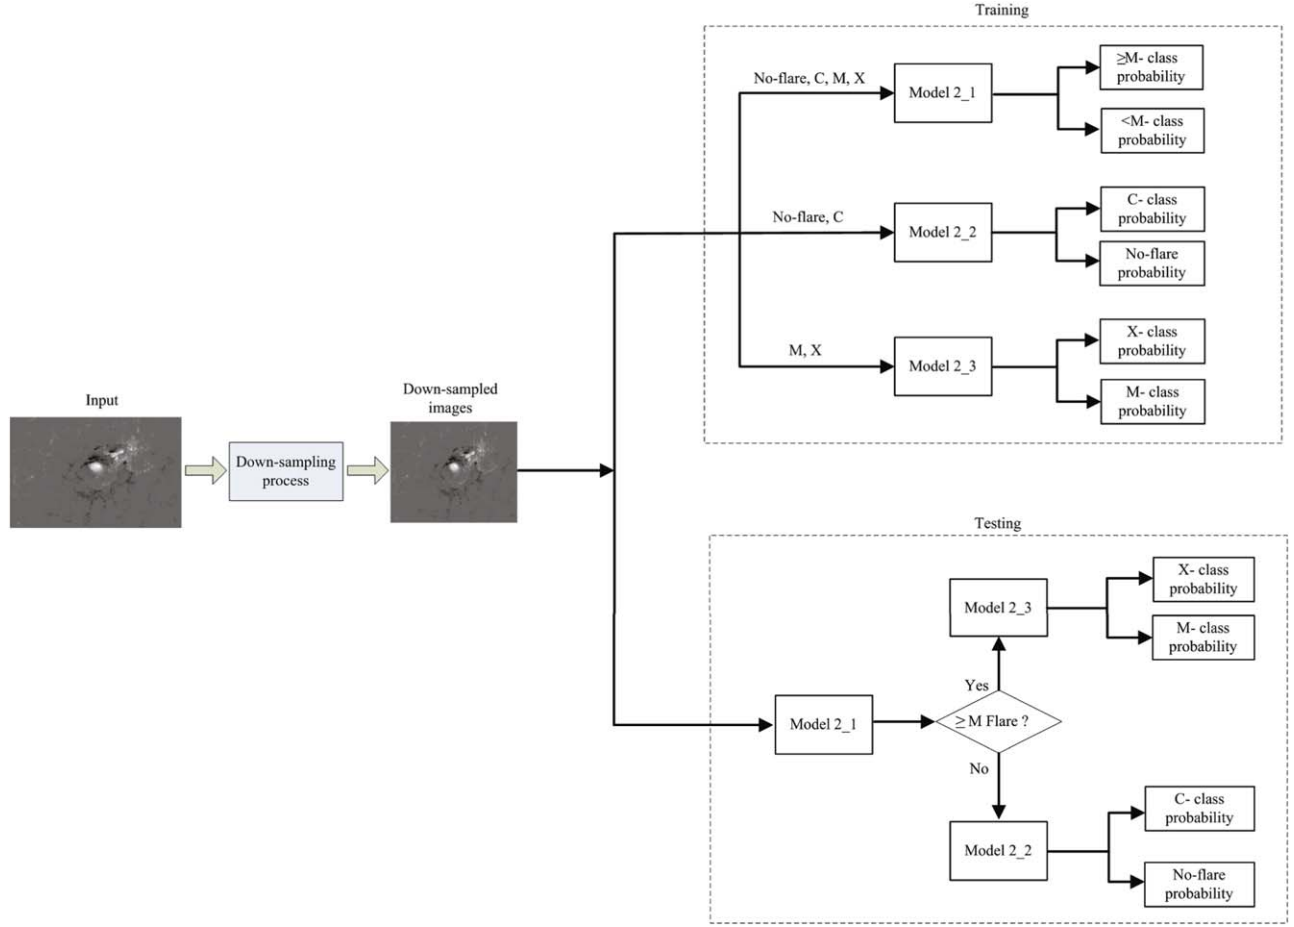 Training
No-flare, C, M, X
Model 2_1
≥M- class
probability
<M- class
probability
No-flare, C
Model 2_2
C- class
probability
No-flare
probability
M, X
Model 2_3
X- class
probability
M- class
probability
Input
Down-sampling
process
Down-sampled
images
Testing
Model 2_1
≥ M Flare ?
Yes
Model 2_3
X- class
probability
M- class
probability
No
Model 2_2
C- class
probability
No-flare
probability